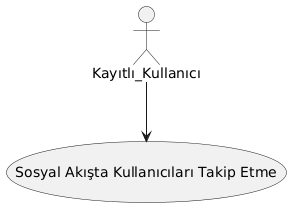 Kayıtlı_Kullanıcı
Sosyal Akışta Kullanıcıları Takip Etme